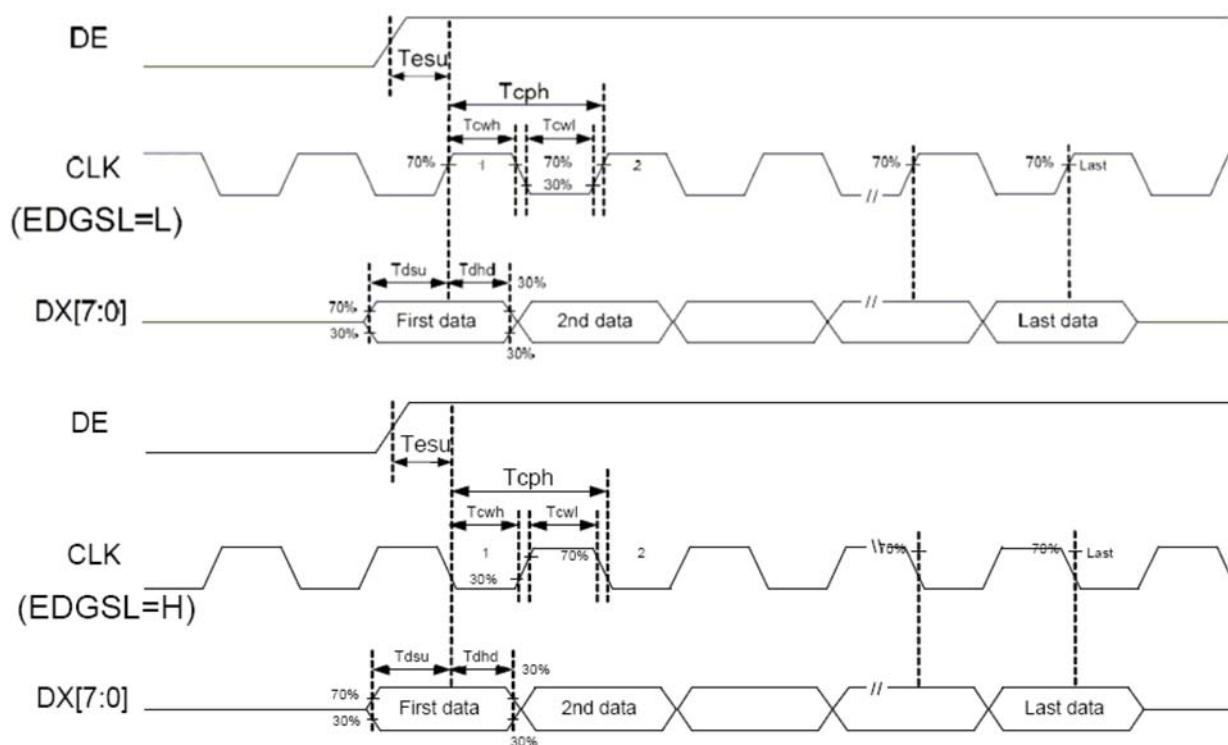 DE
Tesu
Tcph
Tcwh Tcwl
CLK 70% 1 70% 30% 2 // 70% 70% Last
(EDGSL=L)
Tdsu Tdhd 30%
DX[7:0] 70% 30% First data 30% 2nd data // Last data
DE
Tesu
Tcph
Tcwh Tcwl
CLK 1 30% 70% 2 \\ 70% 70% Last
(EDGSL=H)
Tdsu Tdhd 30%
DX[7:0] 70% 30% First data 30% 2nd data // Last data